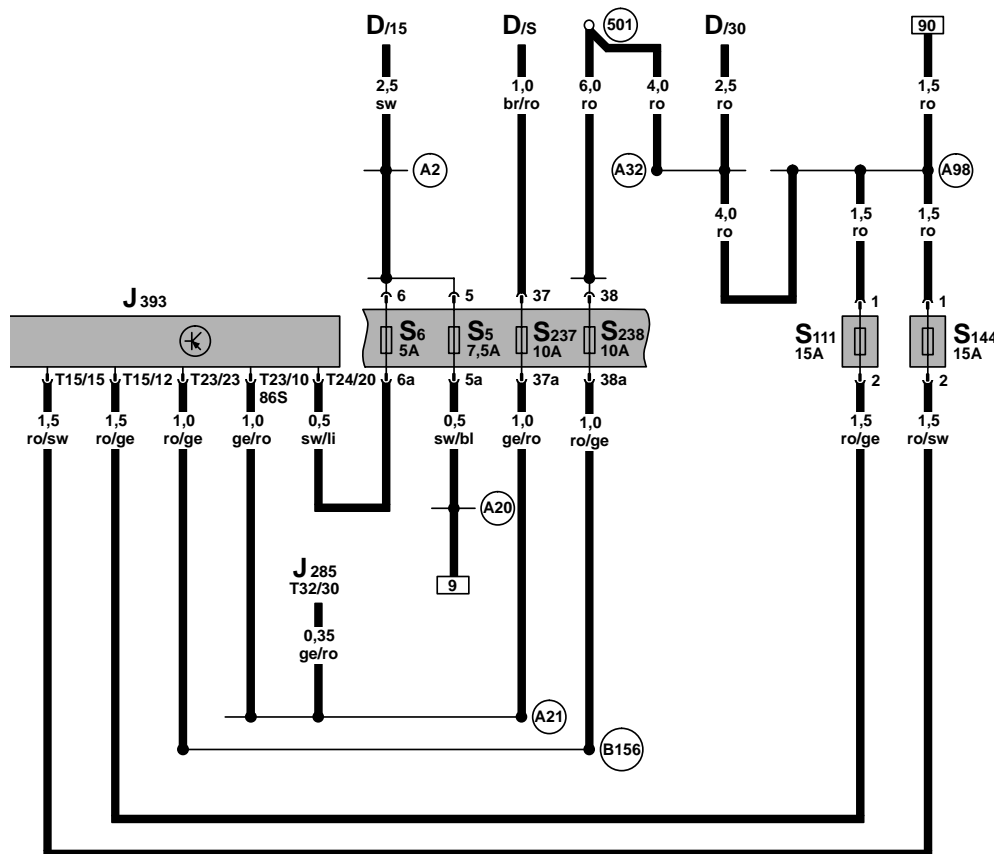 D/15 D/S 501 D/30 90
2,5 sw
1,0 br/ro
6,0 ro
4,0 ro
2,5 ro
1,5 ro
A2 A32 A98
4,0 ro
1,5 ro
1,5 ro
J 393
6 5 37 38 1 1
S6 5A
S5 7,5A
S237 10A
S238 10A
S111 15A
S144 15A
T15/15 T15/12 T23/23 T23/10 T24/20 6a 5a 37a 38a 2 2
86S
1,5 ro/sw
1,5 ro/ge
1,0 ro/ge
1,0 ge/ro
0,5 sw/li
0,5 sw/bl
1,0 ge/ro
1,0 ro/ge
1,5 ro/ge
1,5 ro/sw
A20
J 285
T32/30
9
0,35
ge/ro
A21
B156